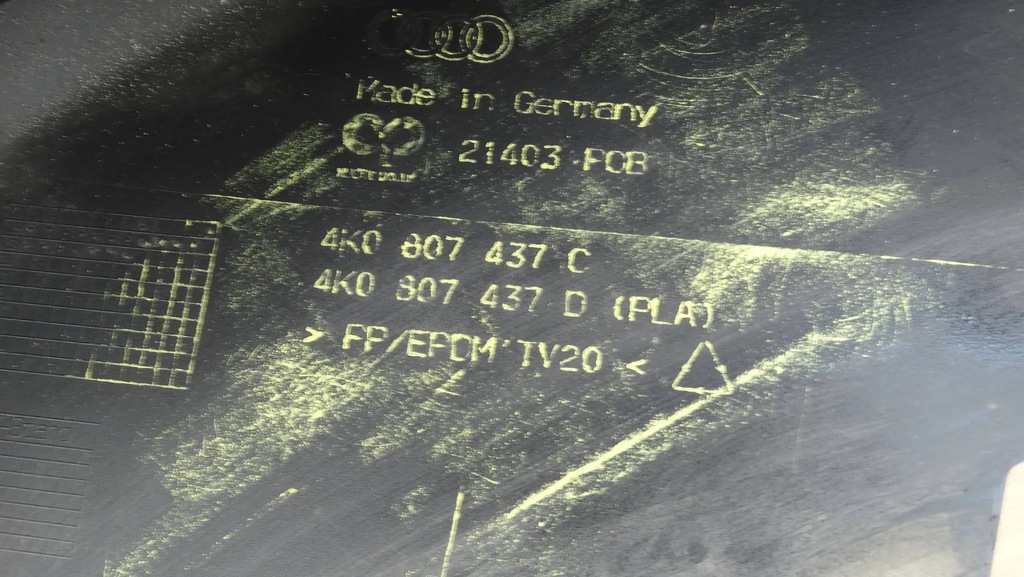 Made in Germany
21403 FCB
4K0 807 437 C
4K0 807 437 D (PLA)
> PP/EPDM TV20 <